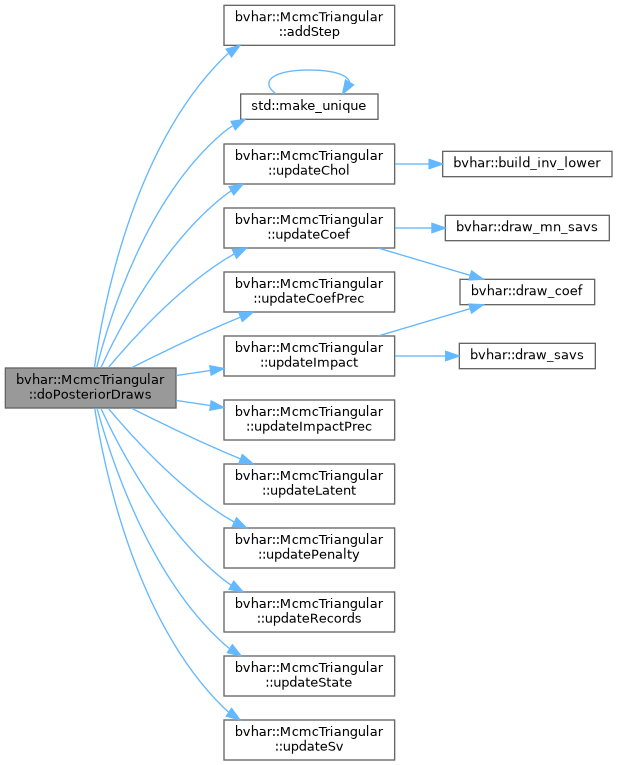 bvhar::McmcTriangular
::addStep
std::make_unique
bvhar::McmcTriangular
::updateChol
bvhar::build_inv_lower
bvhar::McmcTriangular
::updateCoef
bvhar::draw_mn_savs
bvhar::McmcTriangular
::updateCoefPrec
bvhar::draw_coef
bvhar::McmcTriangular
::updateImpact
bvhar::draw_savs
bvhar::McmcTriangular
::doPosteriorDraws
bvhar::McmcTriangular
::updateImpactPrec
bvhar::McmcTriangular
::updateLatent
bvhar::McmcTriangular
::updatePenalty
bvhar::McmcTriangular
::updateRecords
bvhar::McmcTriangular
::updateState
bvhar::McmcTriangular
::updateSv